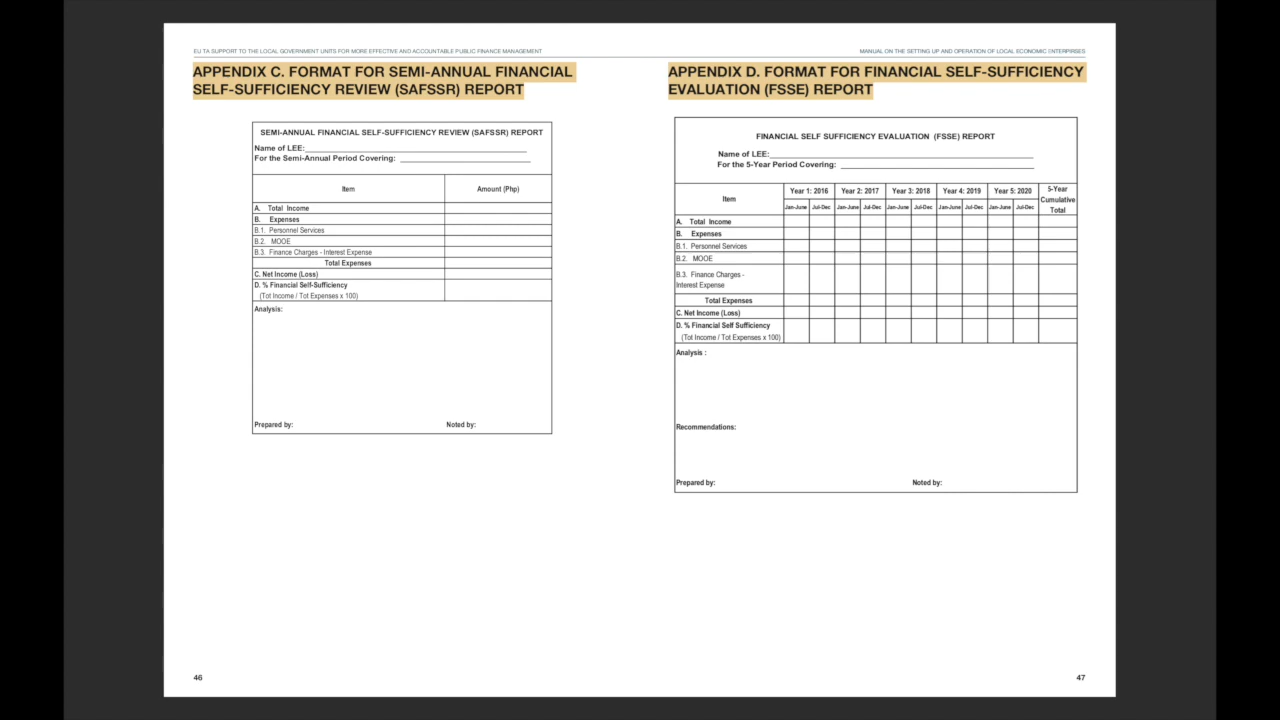 EU TA SUPPORT TO THE LOCAL GOVERNMENT UNITS FOR MORE EFFECTIVE AND ACCOUNTABLE PUBLIC FINANCE MANAGEMENT
APPENDIX C. FORMAT FOR SEMI-ANNUAL FINANCIAL
SELF-SUFFICIENCY REVIEW (SAFSSR) REPORT
SEMI-ANNUAL FINANCIAL SELF-SUFFICIENCY REVIEW (SAFSSR) REPORT
Name of LEE:
For the Semi-Annual Period Covering:
Item Amount (Php)
A. Total Income
B. Expenses
B.1. Personnel Services
B.2. MOOE
B.3. Finance Charges - Interest Expense
Total Expenses
C. Net Income (Loss)
D. % Financial Self-Sufficiency
(Tot Income / Tot Expenses x 100)
Analysis:
Prepared by: Noted by:
46
MANUAL ON THE SETTING UP AND OPERATION OF LOCAL ECONOMIC ENTERPRISES
APPENDIX D. FORMAT FOR FINANCIAL SELF-SUFFICIENCY
EVALUATION (FSSE) REPORT
FINANCIAL SELF SUFFICIENCY EVALUATION (FSSE) REPORT
Name of LEE:
For the 5-Year Period Covering:
Item Year 1: 2016 Year 2: 2017 Year 3: 2018 Year 4: 2019 Year 5: 2020 5-Year Cumulative Total
Jan-June Jul-Dec Jan-June Jul-Dec Jan-June Jul-Dec Jan-June Jul-Dec Jan-June Jul-Dec
A. Total Income
B. Expenses
B.1. Personnel Services
B.2. MOOE
B.3. Finance Charges -
Interest Expense
Total Expenses
C. Net Income (Loss)
D. % Financial Self Sufficiency
(Tot Income / Tot Expenses x 100)
Analysis :
Recommendations:
Prepared by: Noted by:
47